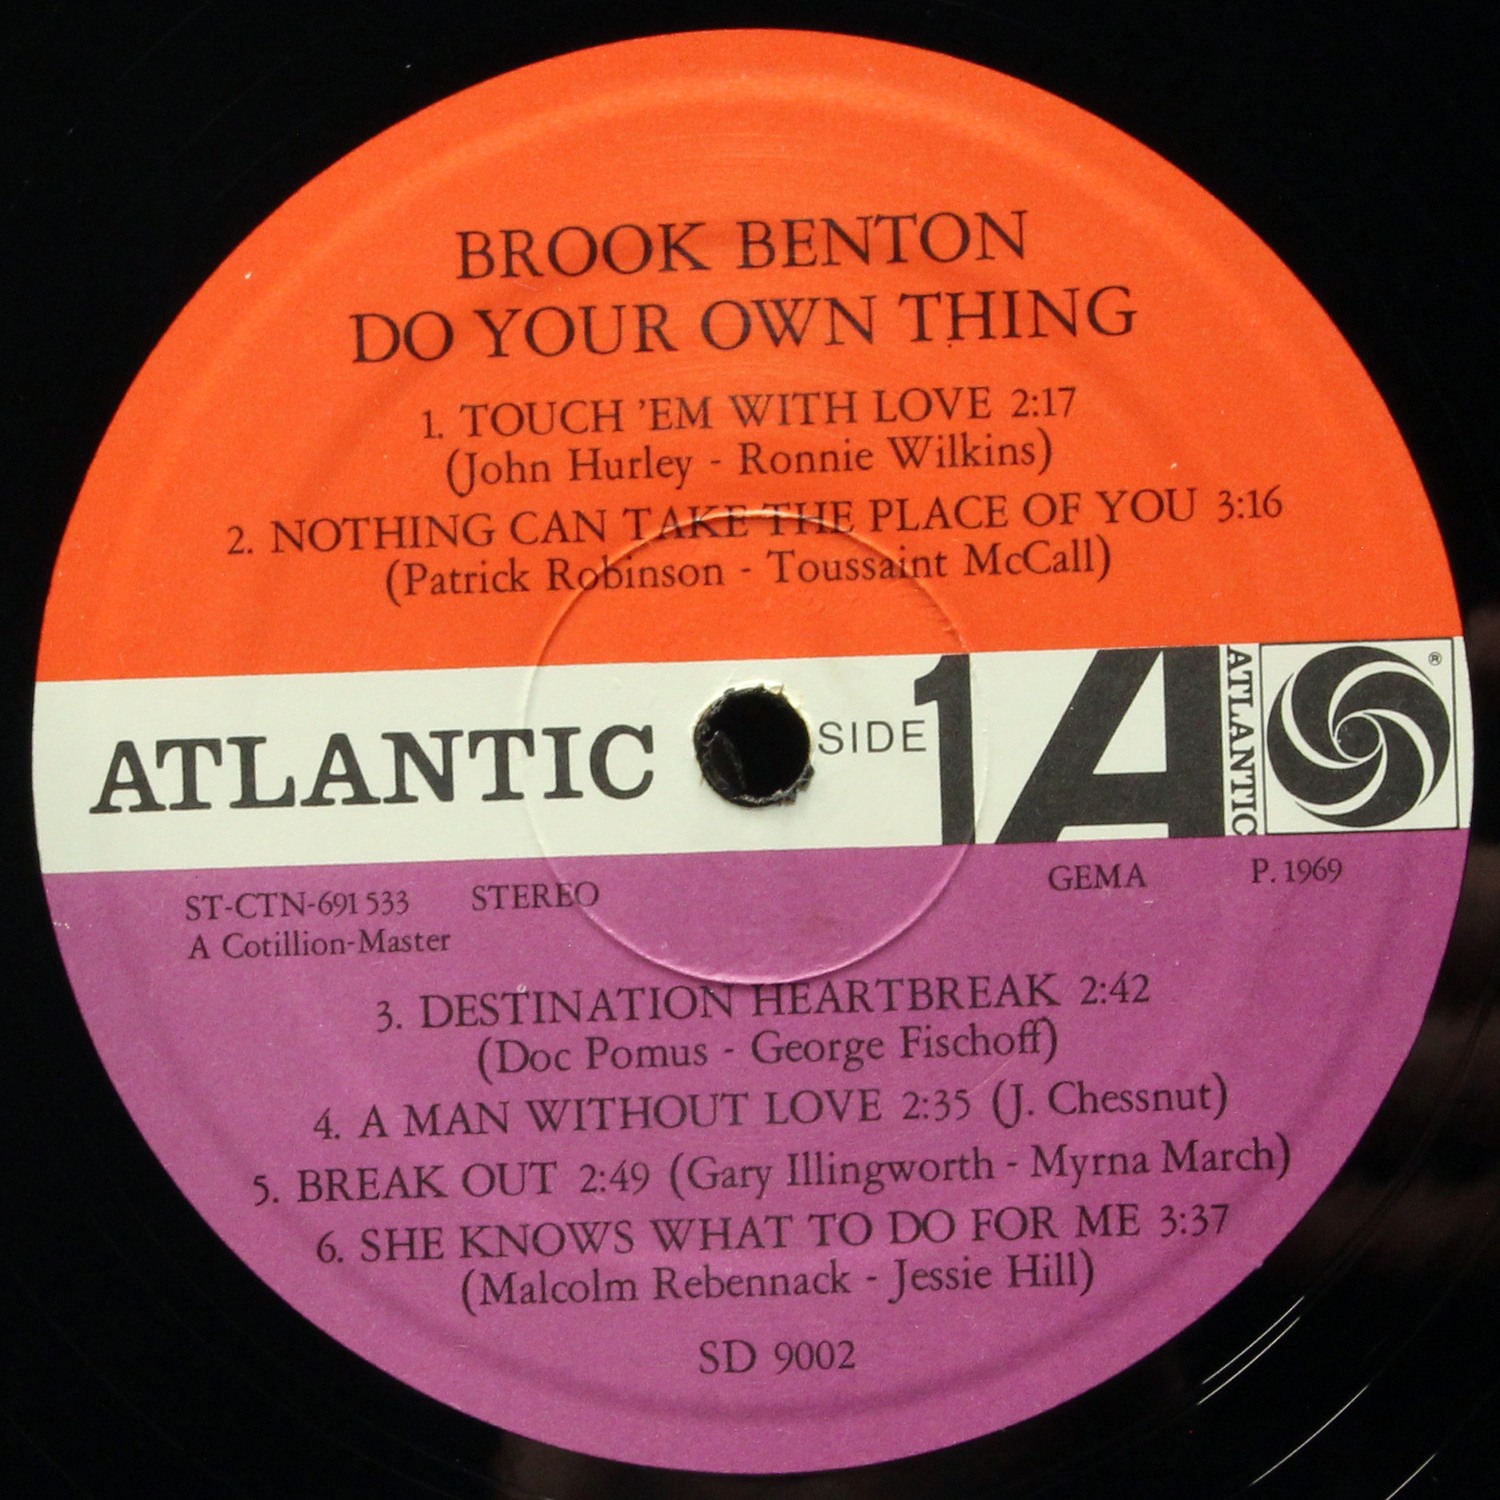 BROOK BENTON
DO YOUR OWN THING
1. TOUCH 'EM WITH LOVE 2:17
(John Hurley - Ronnie Wilkins)
2. NOTHING CAN TAKE THE PLACE OF YOU 3:16
(Patrick Robinson - Toussaint McCall)
ATLANTIC SIDE 1 A ATLANTIC ®
ST-CTN-691 533 STEREO GEMA P. 1969
A Cotillion-Master
3. DESTINATION HEARTBREAK 2:42
(Doc Pomus - George Fischoff)
4. A MAN WITHOUT LOVE 2:35 (J. Chessnut)
5. BREAK OUT 2:49 (Gary Illingworth - Myrna March)
6. SHE KNOWS WHAT TO DO FOR ME 3:37
(Malcolm Rebennack - Jessie Hill)
SD 9002